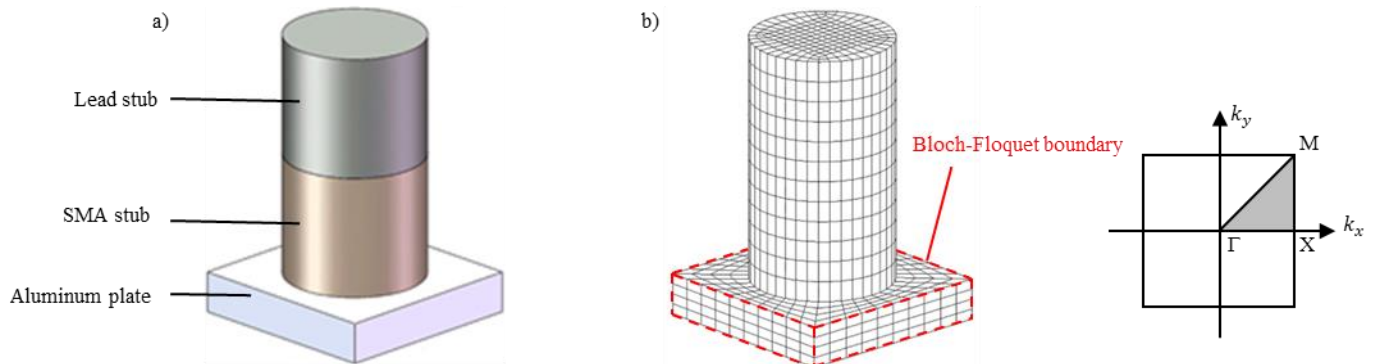 a)
Lead stub
SMA stub
Aluminum plate
b)
Bloch-Floquet boundary
k_y
M
Γ
X
k_x